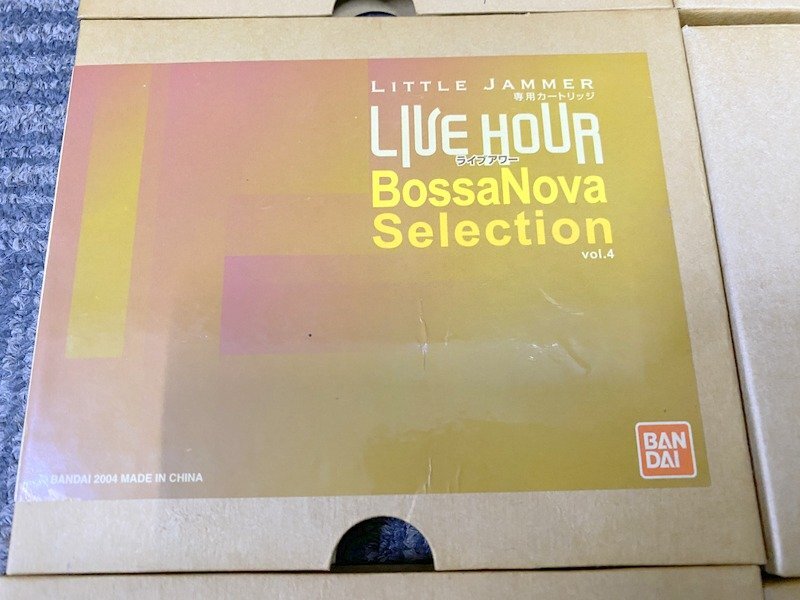 LITTLE JAMMER
専用カートリッジ
LIVE HOUR
ライブアワー
BossaNova
Selection
vol.4
BAN
DAI
© BANDAI 2004 MADE IN CHINA